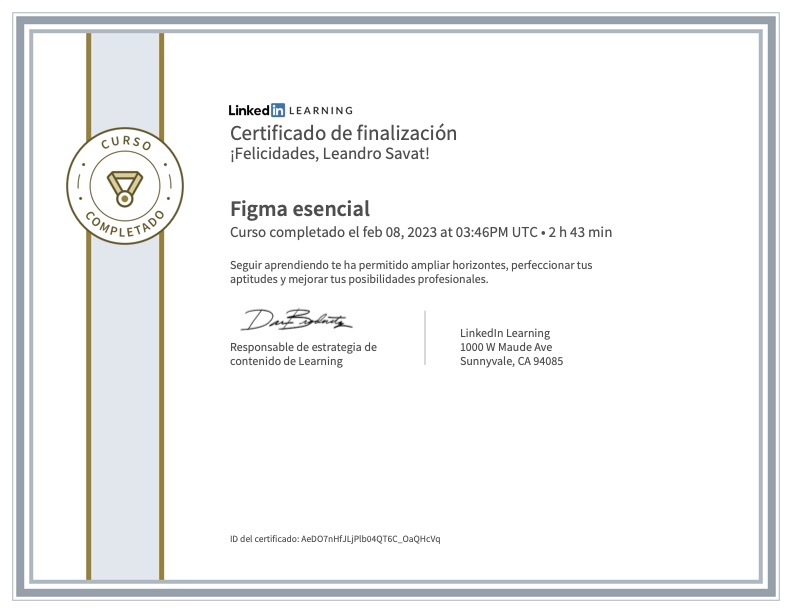 CURSO
COMPLETADO
Linkedin LEARNING
Certificado de finalización
¡Felicidades, Leandro Savat!
Figma esencial
Curso completado el feb 08, 2023 at 03:46PM UTC • 2 h 43 min
Seguir aprendiendo te ha permitido ampliar horizontes, perfeccionar tus
aptitudes y mejorar tus posibilidades profesionales.
Responsable de estrategia de
contenido de Learning
LinkedIn Learning
1000 W Maude Ave
Sunnyvale, CA 94085
ID del certificado: AeDO7nHfJLjPlb04QT6C_OaQHcVq